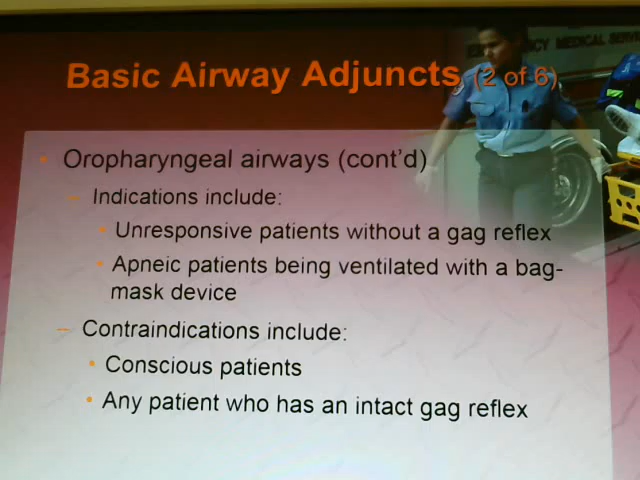 Basic Airway Adjuncts (2 of 6)
• Oropharyngeal airways (cont'd)
– Indications include:
• Unresponsive patients without a gag reflex
• Apneic patients being ventilated with a bag-
mask device
– Contraindications include:
• Conscious patients
• Any patient who has an intact gag reflex
MEDICAL